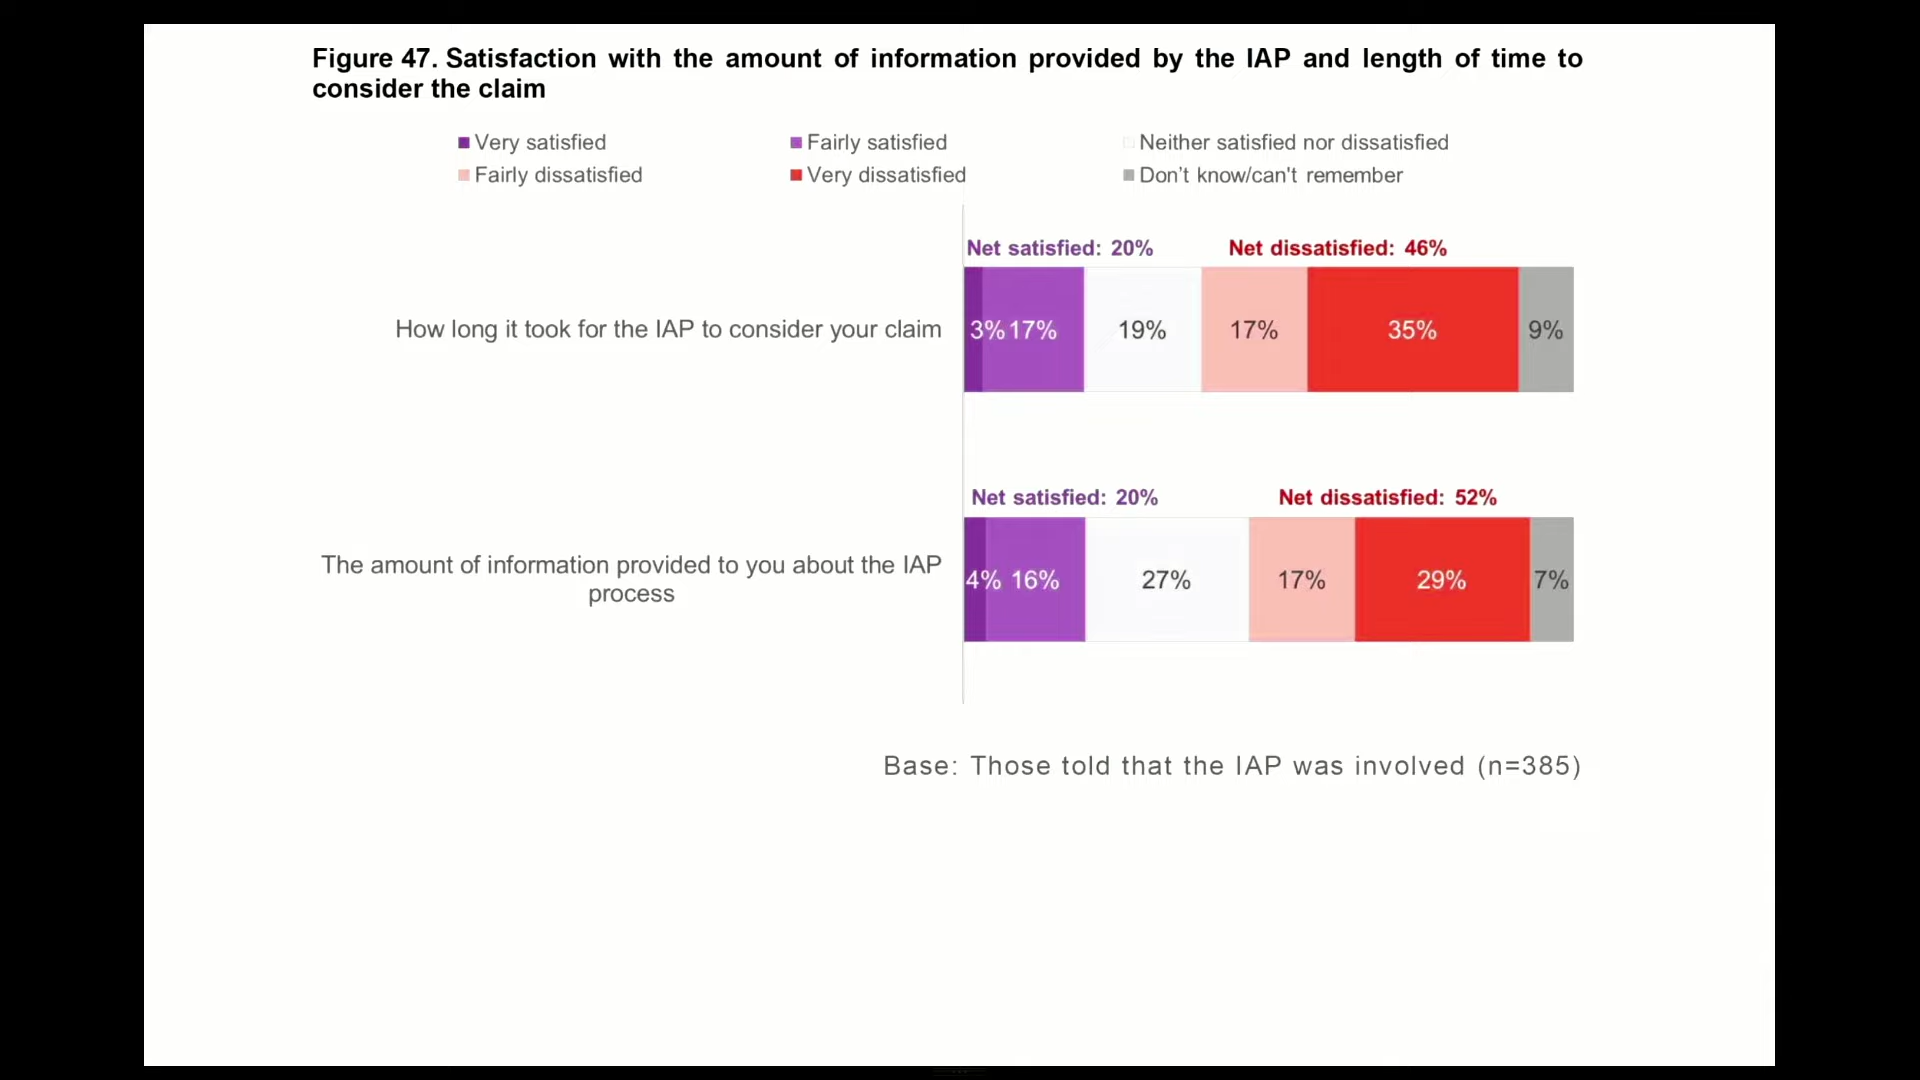 Figure 47. Satisfaction with the amount of information provided by the IAP and length of time to
consider the claim
Very satisfied
Fairly satisfied
Neither satisfied nor dissatisfied
Fairly dissatisfied
Very dissatisfied
Don't know/can't remember
Net satisfied: 20%
Net dissatisfied: 46%
How long it took for the IAP to consider your claim
3%
17%
19%
17%
35%
9%
Net satisfied: 20%
Net dissatisfied: 52%
The amount of information provided to you about the IAP
process
4%
16%
27%
17%
29%
7%
Base: Those told that the IAP was involved (n=385)